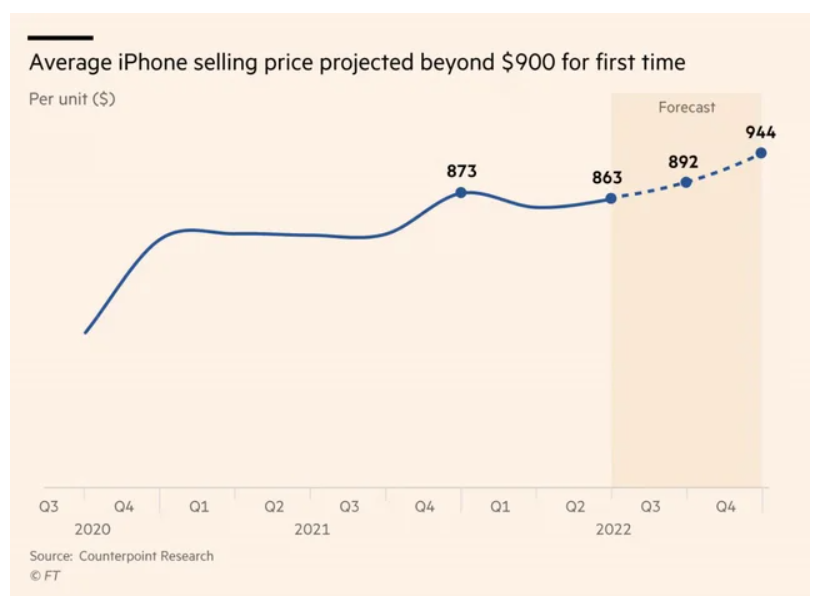 Average iPhone selling price projected beyond $900 for first time
Per unit ($)
Forecast
944
892
873
863
Q3 Q4 Q1 Q2 Q3 Q4 Q1 Q2 Q3 Q4
2020 2021 2022
Source: Counterpoint Research
© FT